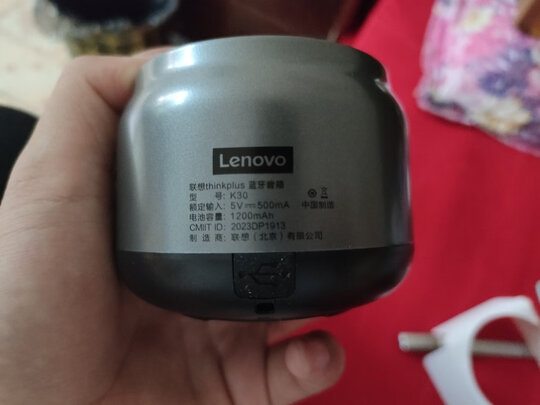 Lenovo
联想thinkplus 蓝牙音箱
型 号: K30
额定输入: 5V⎓500mA 中国制造
电池容量: 1200mAh
CMIIT ID: 2023DP1913
制 造 商: 联想(北京)有限公司